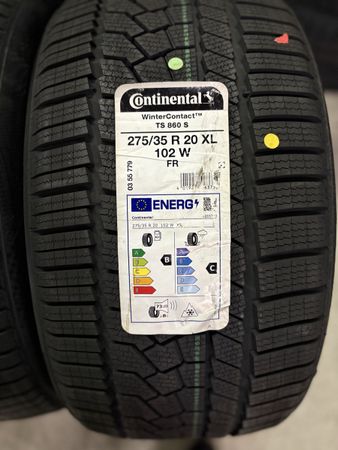 Continental
WinterContact™
TS 860 S
275/35 R 20 XL
102 W
FR
03 55 779
ENERG
Continental
275/35 R 20 102 W XL
A
B
C
B
C